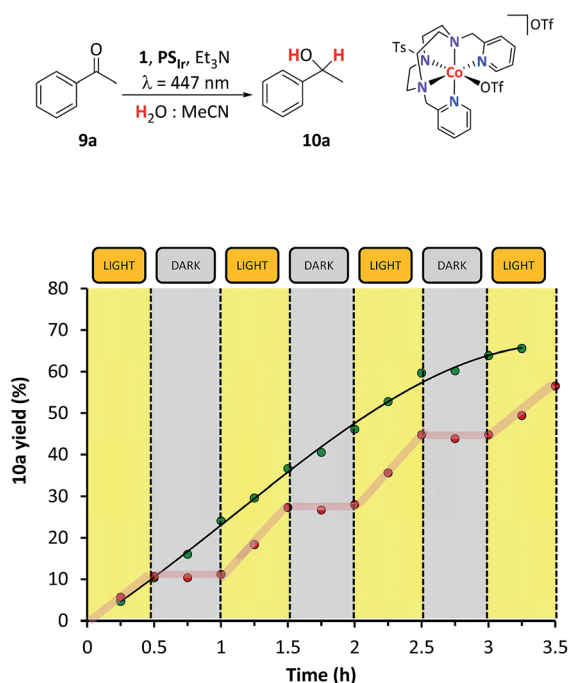 O
1, PS_Ir, Et3N
λ = 447 nm
H2O : MeCN
9a
H OH H
10a
Ts N N
N Co N
N OTf
]OTf
LIGHT DARK LIGHT DARK LIGHT DARK LIGHT
80
70
60
50
40
30
20
10
0
10a yield (%)
0 0.5 1 1.5 2 2.5 3 3.5
Time (h)